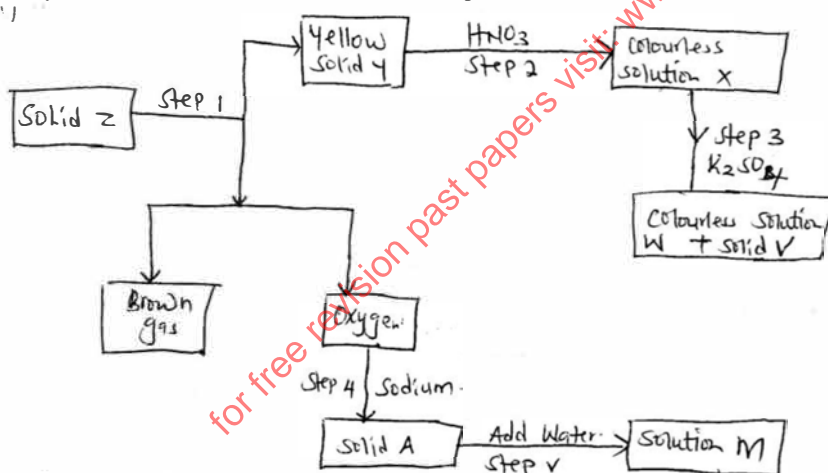 Yellow
solid Y
HNO3
Step 2
Colourless
solution X
Solid Z
Step 1
Step 3
K2SO4
Colourless solution
W + solid V
Brown
gas
Oxygen
Step 4
Sodium.
Solid A
Add Water.
Step V
Solution M
for free revision past papers visit: ww